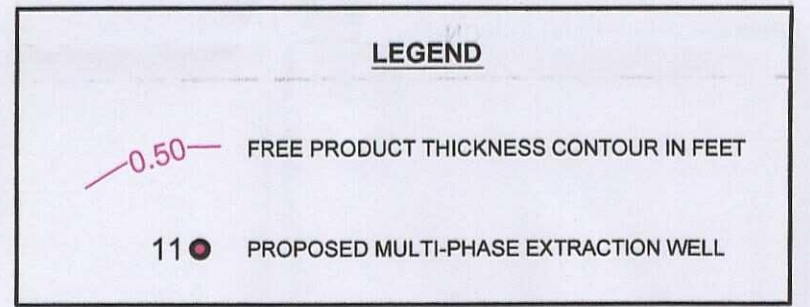 LEGEND
0.50 FREE PRODUCT THICKNESS CONTOUR IN FEET
11 PROPOSED MULTI-PHASE EXTRACTION WELL